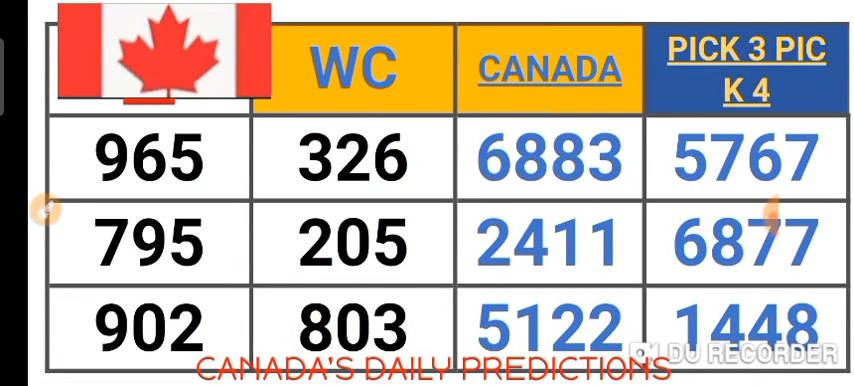 WC CANADA PICK 3 PIC
K 4
965 326 6883 5767
795 205 2411 6877
902 803 5122 1448
DU RECORDER
CANADA'S DAILY PREDICTIONS